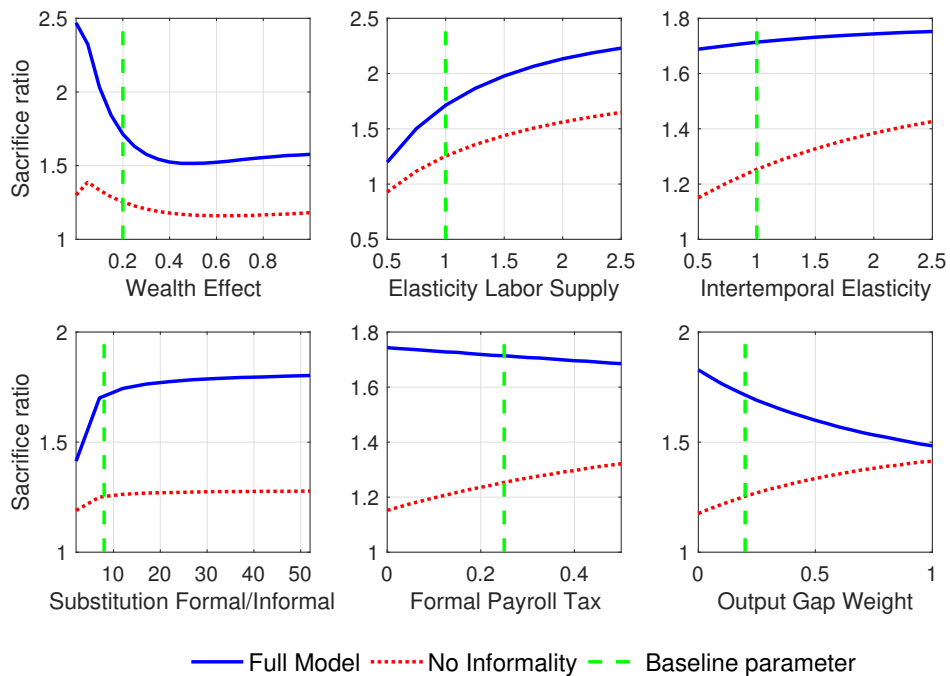 2.5
2
1.5
1
Sacrifice ratio
0.2 0.4 0.6 0.8
Wealth Effect
2.5
2
1.5
1
0.5
0.5 1 1.5 2 2.5
Elasticity Labor Supply
1.8
1.6
1.4
1.2
1
0.5 1 1.5 2 2.5
Intertemporal Elasticity
2
1.5
1
Sacrifice ratio
10 20 30 40 50
Substitution Formal/Informal
1.8
1.6
1.4
1.2
1
0 0.2 0.4
Formal Payroll Tax
2
1.5
1
0 0.5 1
Output Gap Weight
Full Model No Informality Baseline parameter